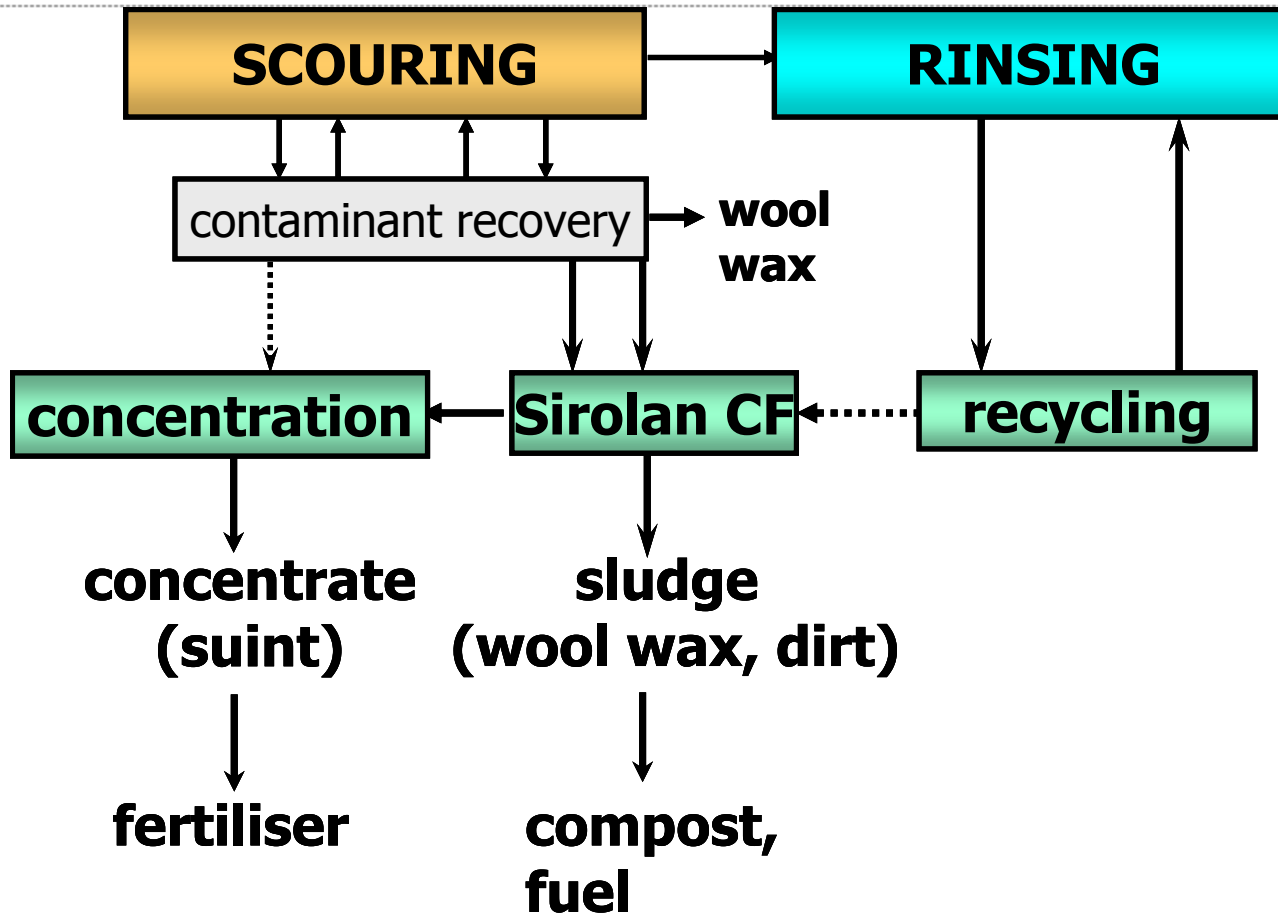 SCOURING
RINSING
contaminant recovery
wool
wax
concentration
Sirolan CF
recycling
concentrate
(suint)
sludge
(wool wax, dirt)
fertiliser
compost,
fuel